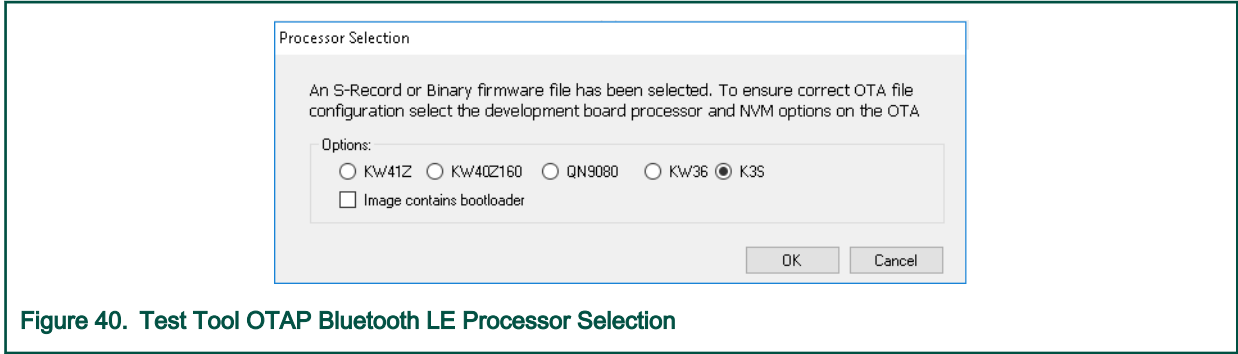 Processor Selection
An S-Record or Binary firmware file has been selected. To ensure correct OTA file
configuration select the development board processor and NVM options on the OTA
Options:
KW41Z KW40Z160 QN9080 KW36 K3S
Image contains bootloader
OK Cancel
Figure 40. Test Tool OTAP Bluetooth LE Processor Selection